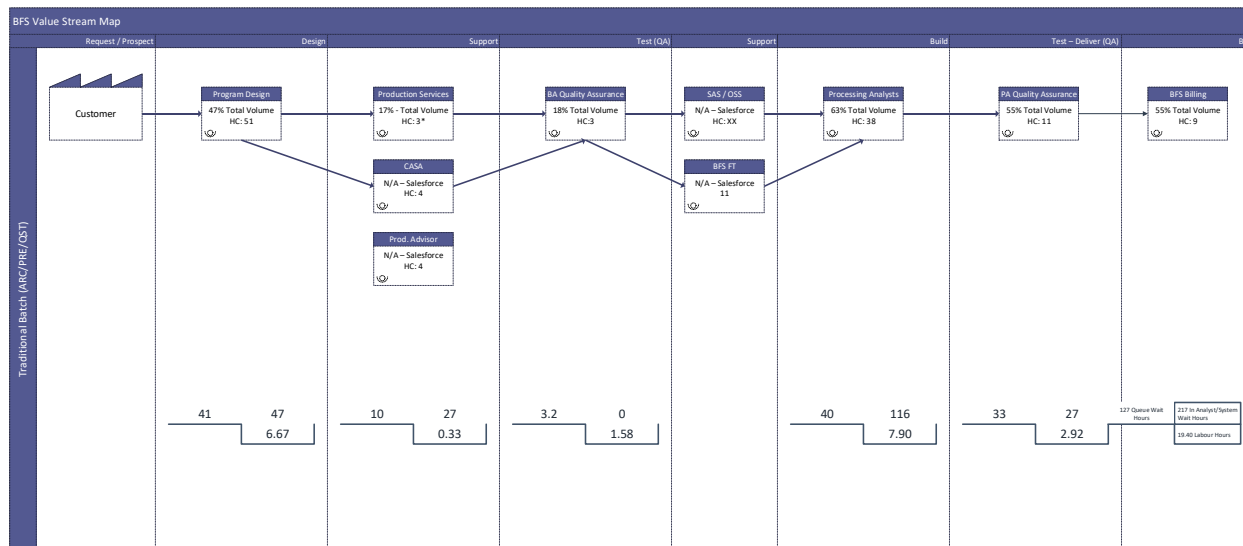 BFS Value Stream Map
Request / Prospect
Design
Support
Test (QA)
Support
Build
Test – Deliver (QA)
B
Traditional Batch (ARC/PRE/QST)
Customer
Program Design
47% Total Volume
HC: 51
Production Services
17% - Total Volume
HC: 3*
BA Quality Assurance
18% Total Volume
HC:3
SAS / OSS
N/A – Salesforce
HC: XX
Processing Analysts
63% Total Volume
HC: 38
PA Quality Assurance
55% Total Volume
HC: 11
BFS Billing
55% Total Volume
HC: 9
CASA
N/A – Salesforce
HC: 4
BFS FT
N/A – Salesforce
11
Prod. Advisor
N/A – Salesforce
HC: 4
41 47
6.67
10 27
0.33
3.2 0
1.58
40 116
7.90
33 27
2.92
127 Queue Wait
Hours
217 In Analyst/System
Wait Hours
19.40 Labour Hours